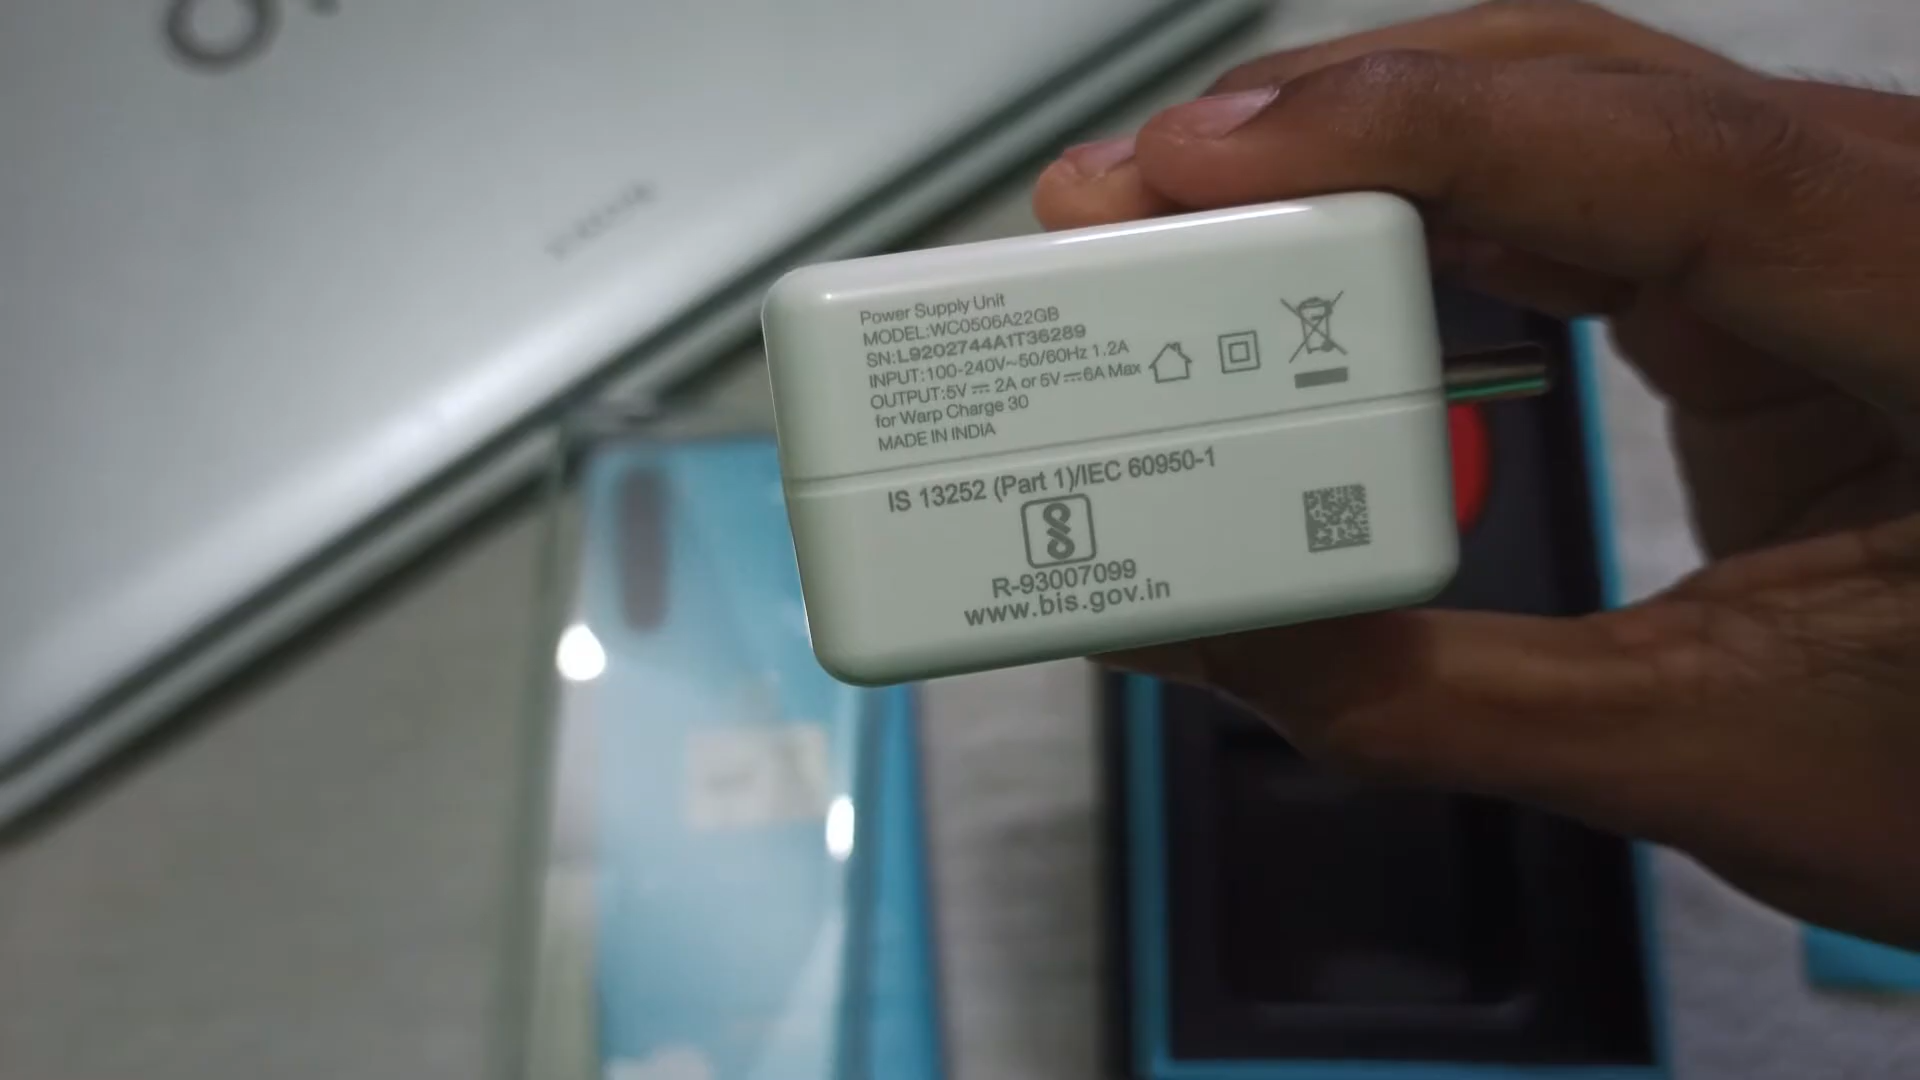 Power Supply Unit
MODEL:WC0506A22GB
SN:L9202744A1T36289
INPUT:100-240V~50/60Hz 1.2A
OUTPUT:5V⎓ 2A or 5V⎓6A Max
for Warp Charge 30
MADE IN INDIA
IS 13252 (Part 1)/IEC 60950-1
R-93007099
www.bis.gov.in